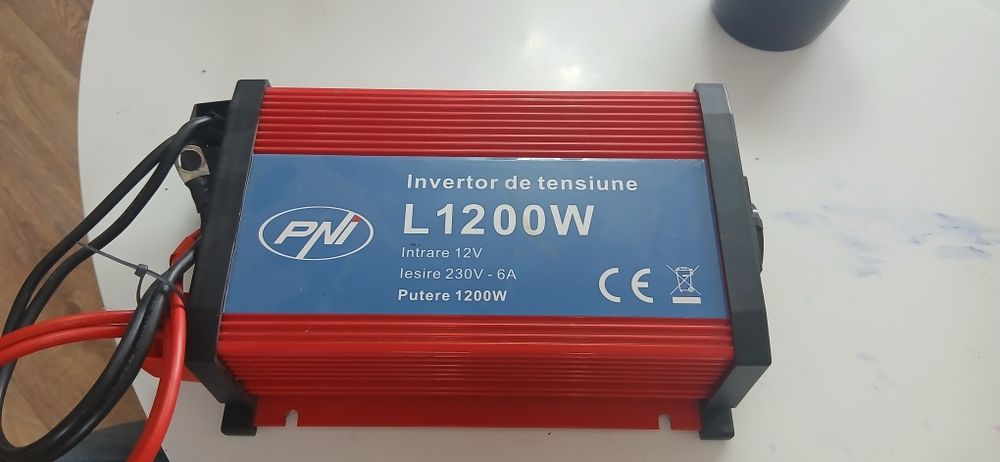 Invertor de tensiune
PNI
L1200W
Intrare 12V
Iesire 230V - 6A
Putere 1200W
CE